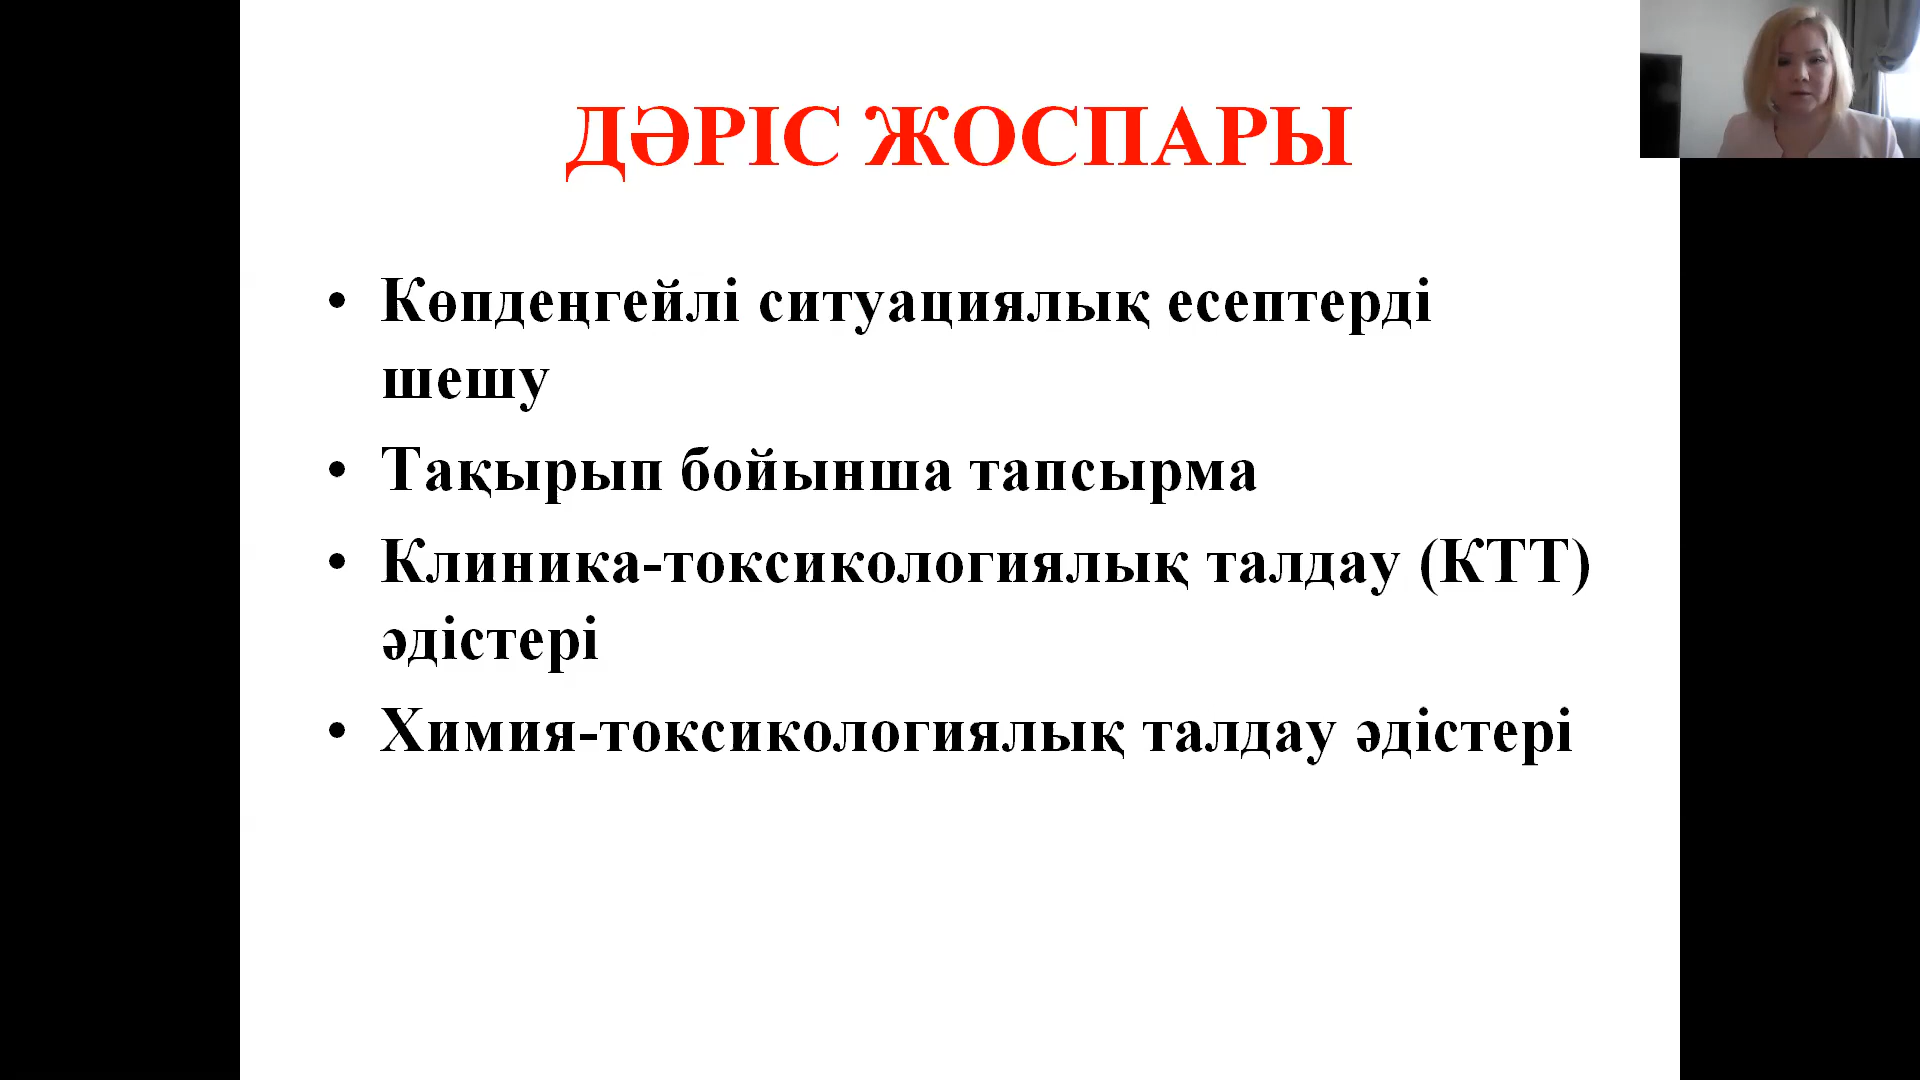 ДӘРІС ЖОСПАРЫ
• Көпдеңгейлі ситуациялық есептерді
шешу
• Тақырып бойынша тапсырма
• Клиника-токсикологиялық талдау (КТТ)
әдістері
• Химия-токсикологиялық талдау әдістері